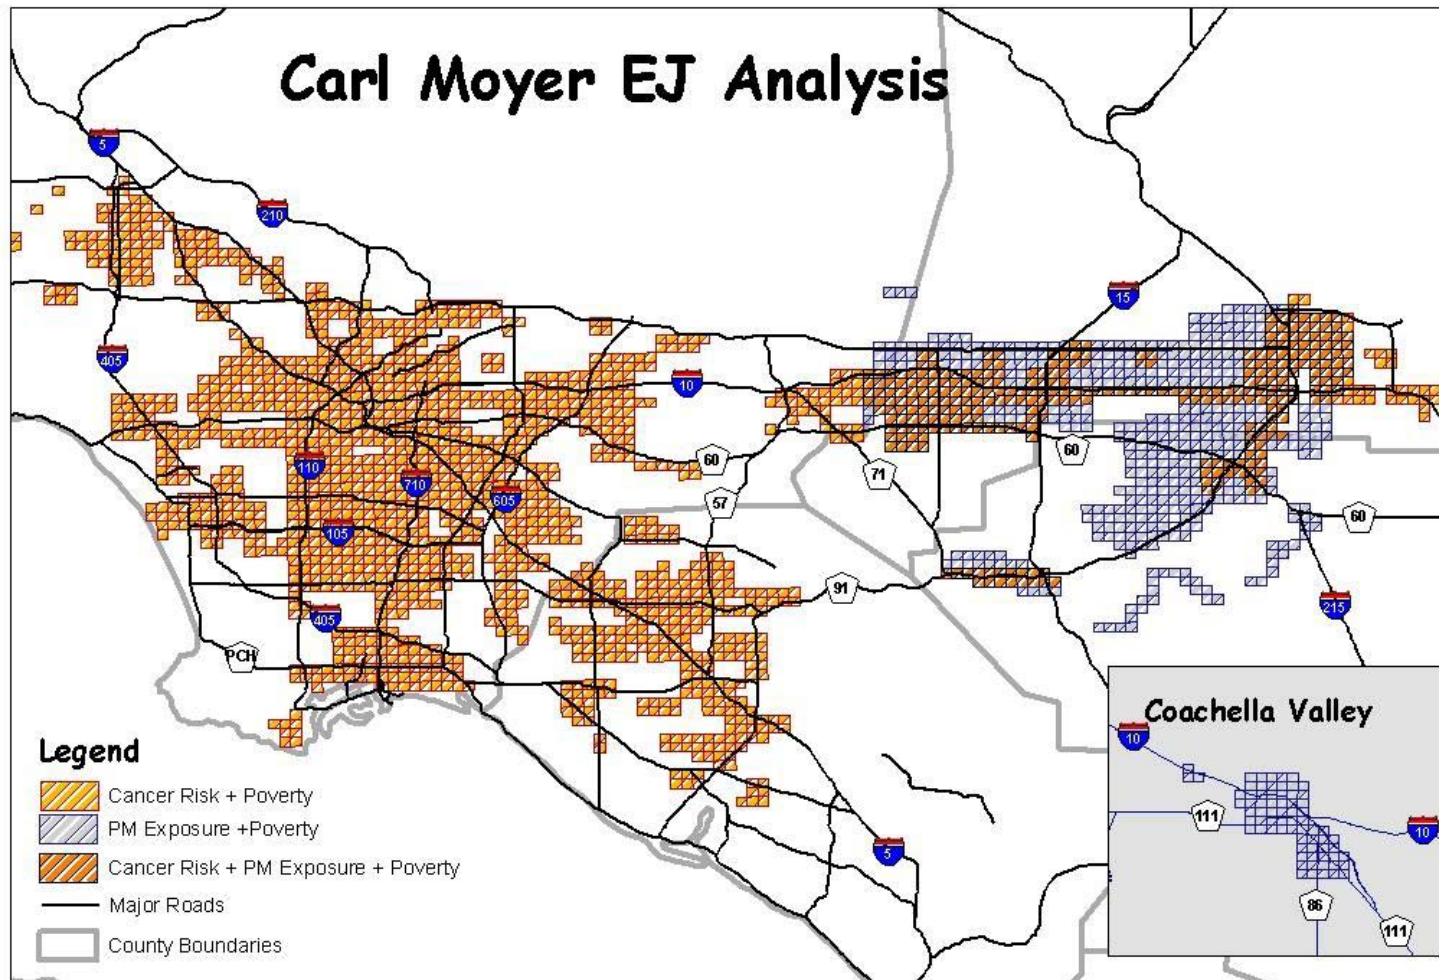 Carl Moyer EJ Analysis
5
210
15
405
10
110
60
60
71
710
605
57
60
105
91
405
215
PCH
Coachella Valley
10
111
10
86
111
5
Legend
Cancer Risk + Poverty
PM Exposure +Poverty
Cancer Risk + PM Exposure + Poverty
Major Roads
County Boundaries